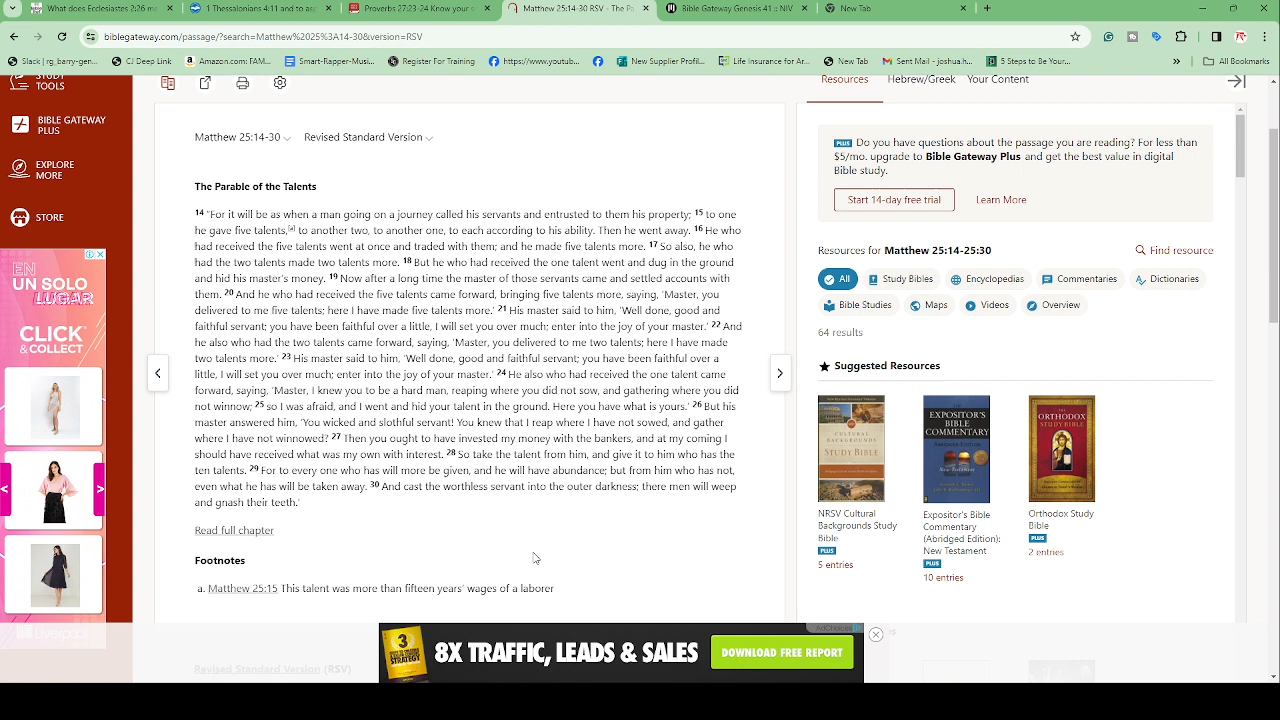 What does Ecclesiastes 2:26 me
1 Thessalonians 4:11 and to asp
Proverbs 27:23-24 Know your s
Matthew 25:14-30 RSV - The Pa
Bible Gateway Genesis 41 :: NIV
New Tab
biblegateway.com/passage/?search=Matthew%2025%3A14-30&version=RSV
Slack | rg_barry-gen...
CJ Deep Link
Amazon.com: FAM...
Smart-Rapper-Musi...
Register For Training
https://www.youtub...
New Supplier Profil...
Life Insurance for Ar...
New Tab
Sent Mail - joshua.h...
5 Steps to Be Your...
»
All Bookmarks
STUDY
TOOLS
BIBLE GATEWAY
PLUS
EXPLORE
MORE
STORE
EN
UN SOLO
LUGAR
CLICK
& COLLECT
Liverpool
Matthew 25:14-30 Revised Standard Version
The Parable of the Talents
14 “For it will be as when a man going on a journey called his servants and entrusted to them his property; 15 to one
he gave five talents,[a] to another two, to another one, to each according to his ability. Then he went away. 16 He who
had received the five talents went at once and traded with them; and he made five talents more. 17 So also, he who
had the two talents made two talents more. 18 But he who had received the one talent went and dug in the ground
and hid his master’s money. 19 Now after a long time the master of those servants came and settled accounts with
them. 20 And he who had received the five talents came forward, bringing five talents more, saying, ‘Master, you
delivered to me five talents; here I have made five talents more.’ 21 His master said to him, ‘Well done, good and
faithful servant; you have been faithful over a little, I will set you over much; enter into the joy of your master.’ 22 And
he also who had the two talents came forward, saying, ‘Master, you delivered to me two talents; here I have made
two talents more.’ 23 His master said to him, ‘Well done, good and faithful servant; you have been faithful over a
little, I will set you over much; enter into the joy of your master.’ 24 He also who had received the one talent came
forward, saying, ‘Master, I knew you to be a hard man, reaping where you did not sow, and gathering where you did
not winnow; 25 so I was afraid, and I went and hid your talent in the ground. Here you have what is yours.’ 26 But his
master answered him, ‘You wicked and slothful servant! You knew that I reap where I have not sowed, and gather
where I have not winnowed? 27 Then you ought to have invested my money with the bankers, and at my coming I
should have received what was my own with interest. 28 So take the talent from him, and give it to him who has the
ten talents. 29 For to every one who has will more be given, and he will have abundance; but from him who has not,
even what he has will be taken away. 30 And cast the worthless servant into the outer darkness; there men will weep
and gnash their teeth.’
Read full chapter
Footnotes
a. Matthew 25:15 This talent was more than fifteen years’ wages of a laborer
Revised Standard Version (RSV)
Resources Hebrew/Greek Your Content
PLUS Do you have questions about the passage you are reading? For less than
$5/mo. upgrade to Bible Gateway Plus and get the best value in digital
Bible study.
Start 14-day free trial Learn More
Resources for Matthew 25:14-25:30 Find resource
All Study Bibles Encyclopedias Commentaries Dictionaries
Bible Studies Maps Videos Overview
64 results
Suggested Resources
CULTURAL
BACKGROUNDS
STUDY BIBLE
EXPOSITOR'S
BIBLE
COMMENTARY
THE
ORTHODOX
STUDY BIBLE
NRSV Cultural
Backgrounds Study
Bible
PLUS
5 entries
Expositor's Bible
Commentary
(Abridged Edition):
New Testament
PLUS
10 entries
Orthodox Study
Bible
PLUS
2 entries
AdChoices
3
STRATEGY
8X TRAFFIC, LEADS & SALES
DOWNLOAD FREE REPORT